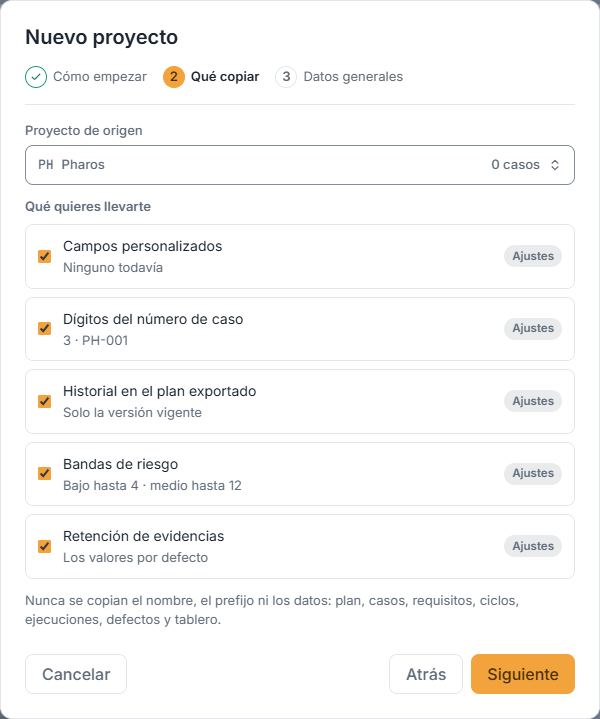 Nuevo proyecto
Cómo empezar 2 Qué copiar 3 Datos generales
Proyecto de origen
PH Pharos 0 casos
Qué quieres llevarte
Campos personalizados
Ninguno todavía
Ajustes
Dígitos del número de caso
3 · PH-001
Ajustes
Historial en el plan exportado
Solo la versión vigente
Ajustes
Bandas de riesgo
Bajo hasta 4 · medio hasta 12
Ajustes
Retención de evidencias
Los valores por defecto
Ajustes
Nunca se copian el nombre, el prefijo ni los datos: plan, casos, requisitos, ciclos,
ejecuciones, defectos y tablero.
Cancelar Atrás Siguiente